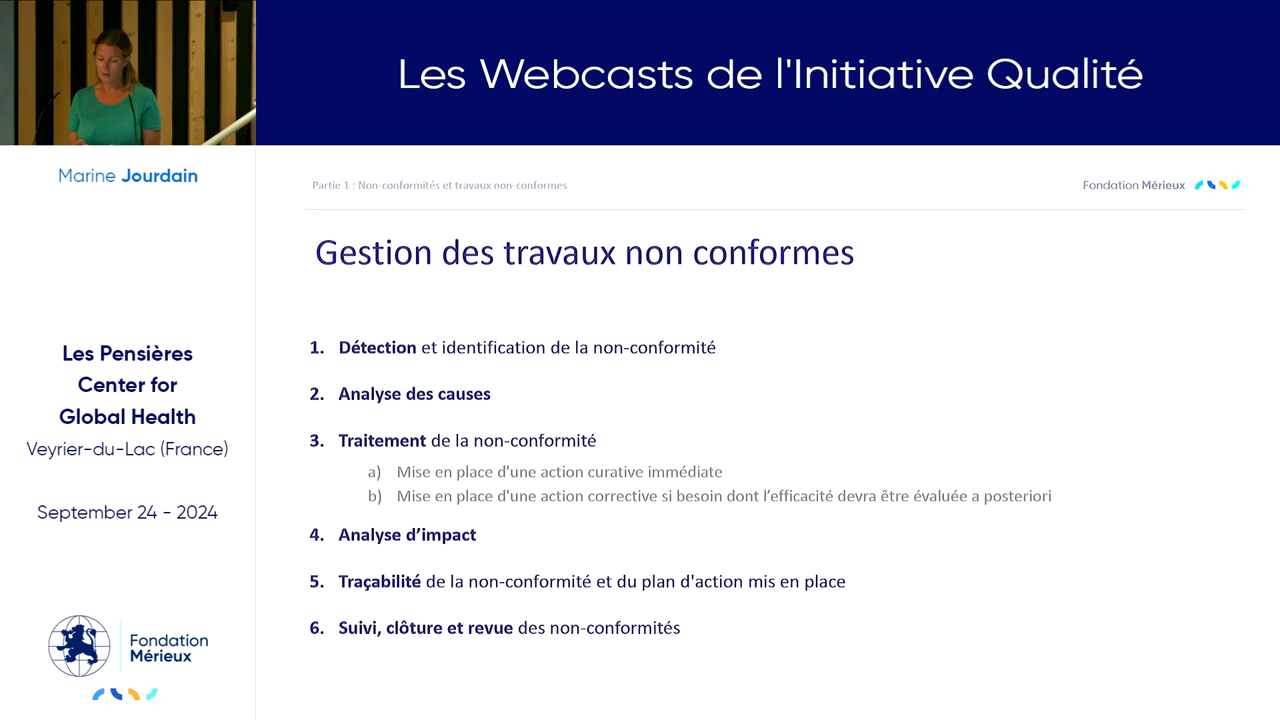 Les Webcasts de l'Initiative Qualité
Marine Jourdain
Partie 1 : Non-conformités et travaux non-conformes
Fondation Mérieux
Gestion des travaux non conformes
1. Détection et identification de la non-conformité
2. Analyse des causes
3. Traitement de la non-conformité
a) Mise en place d'une action curative immédiate
b) Mise en place d'une action corrective si besoin dont l’efficacité devra être évaluée a posteriori
4. Analyse d’impact
5. Traçabilité de la non-conformité et du plan d'action mis en place
6. Suivi, clôture et revue des non-conformités
Les Pensières
Center for
Global Health
Veyrier-du-Lac (France)
September 24 - 2024
Fondation
Mérieux